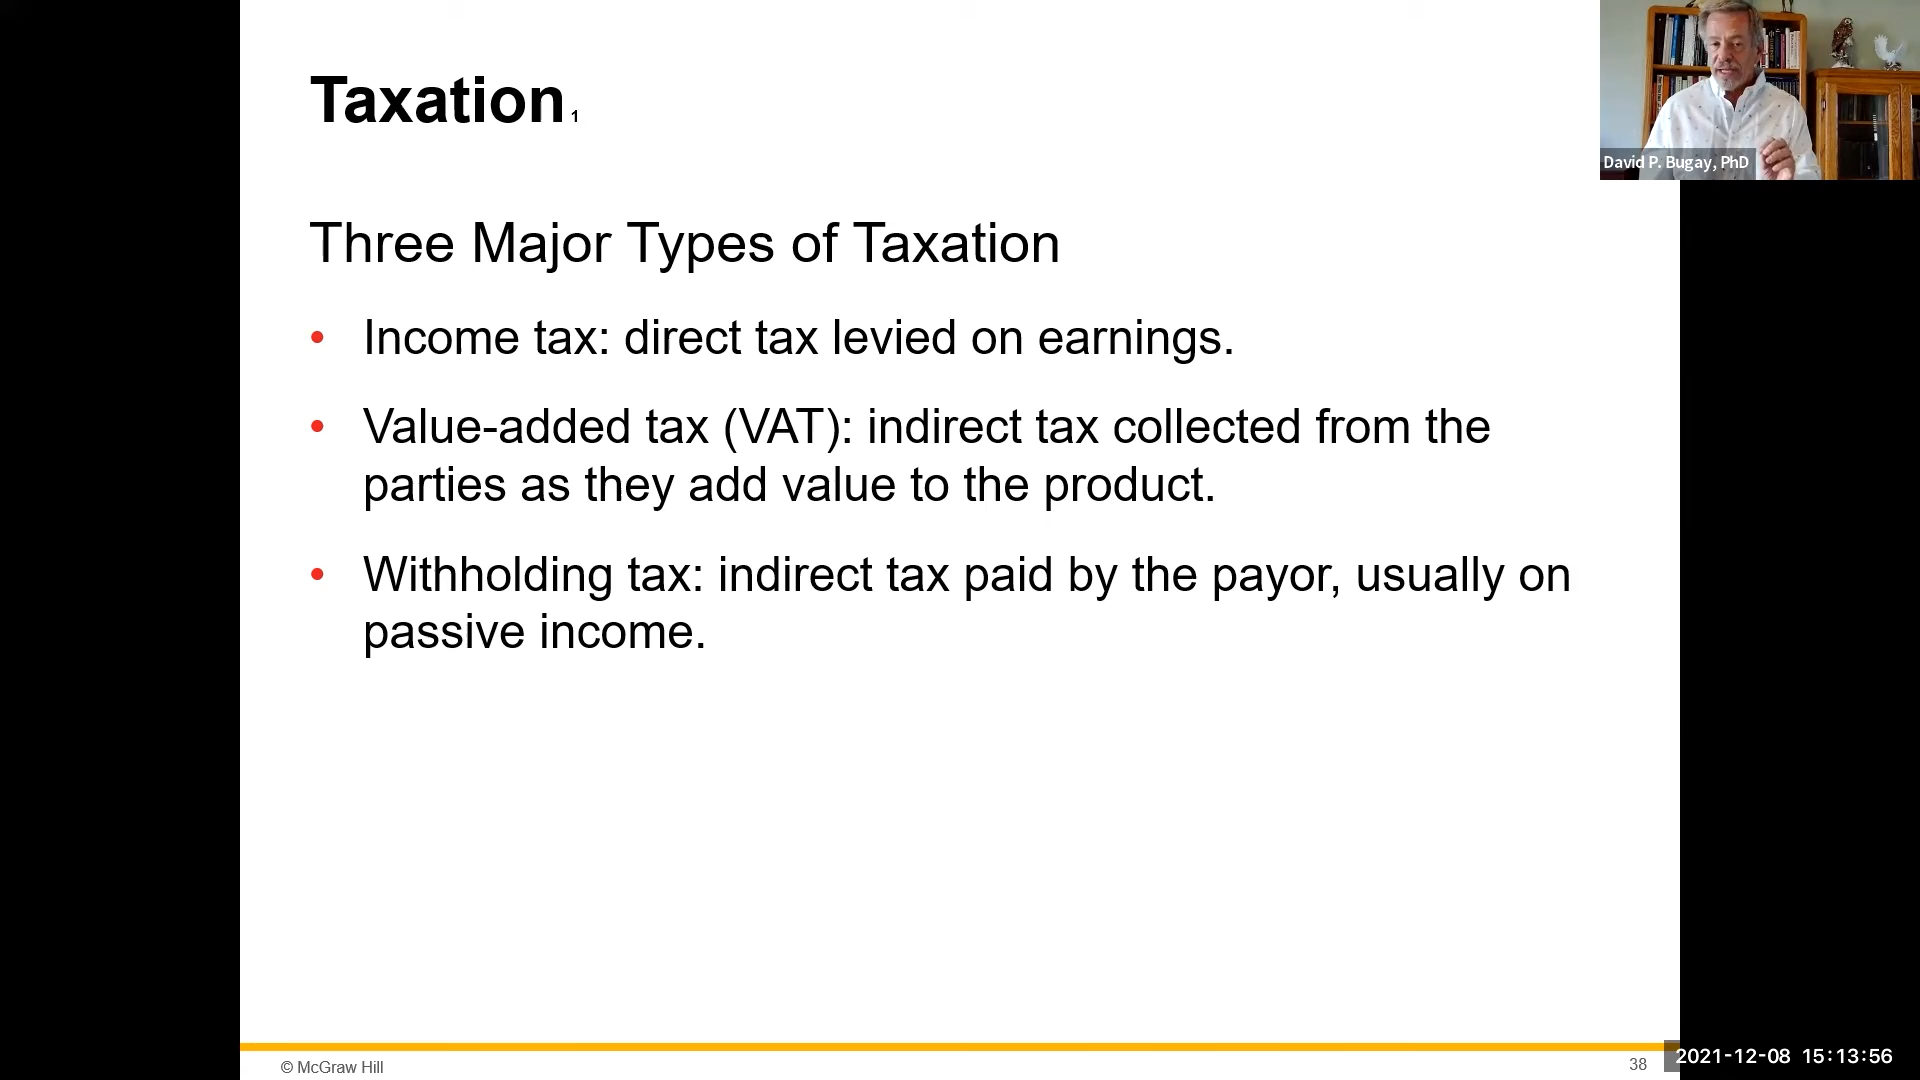 Taxation 1
David P. Bugay, PhD
Three Major Types of Taxation
• Income tax: direct tax levied on earnings.
• Value-added tax (VAT): indirect tax collected from the
parties as they add value to the product.
• Withholding tax: indirect tax paid by the payor, usually on
passive income.
© McGraw Hill
38
2021-12-08 15:13:56